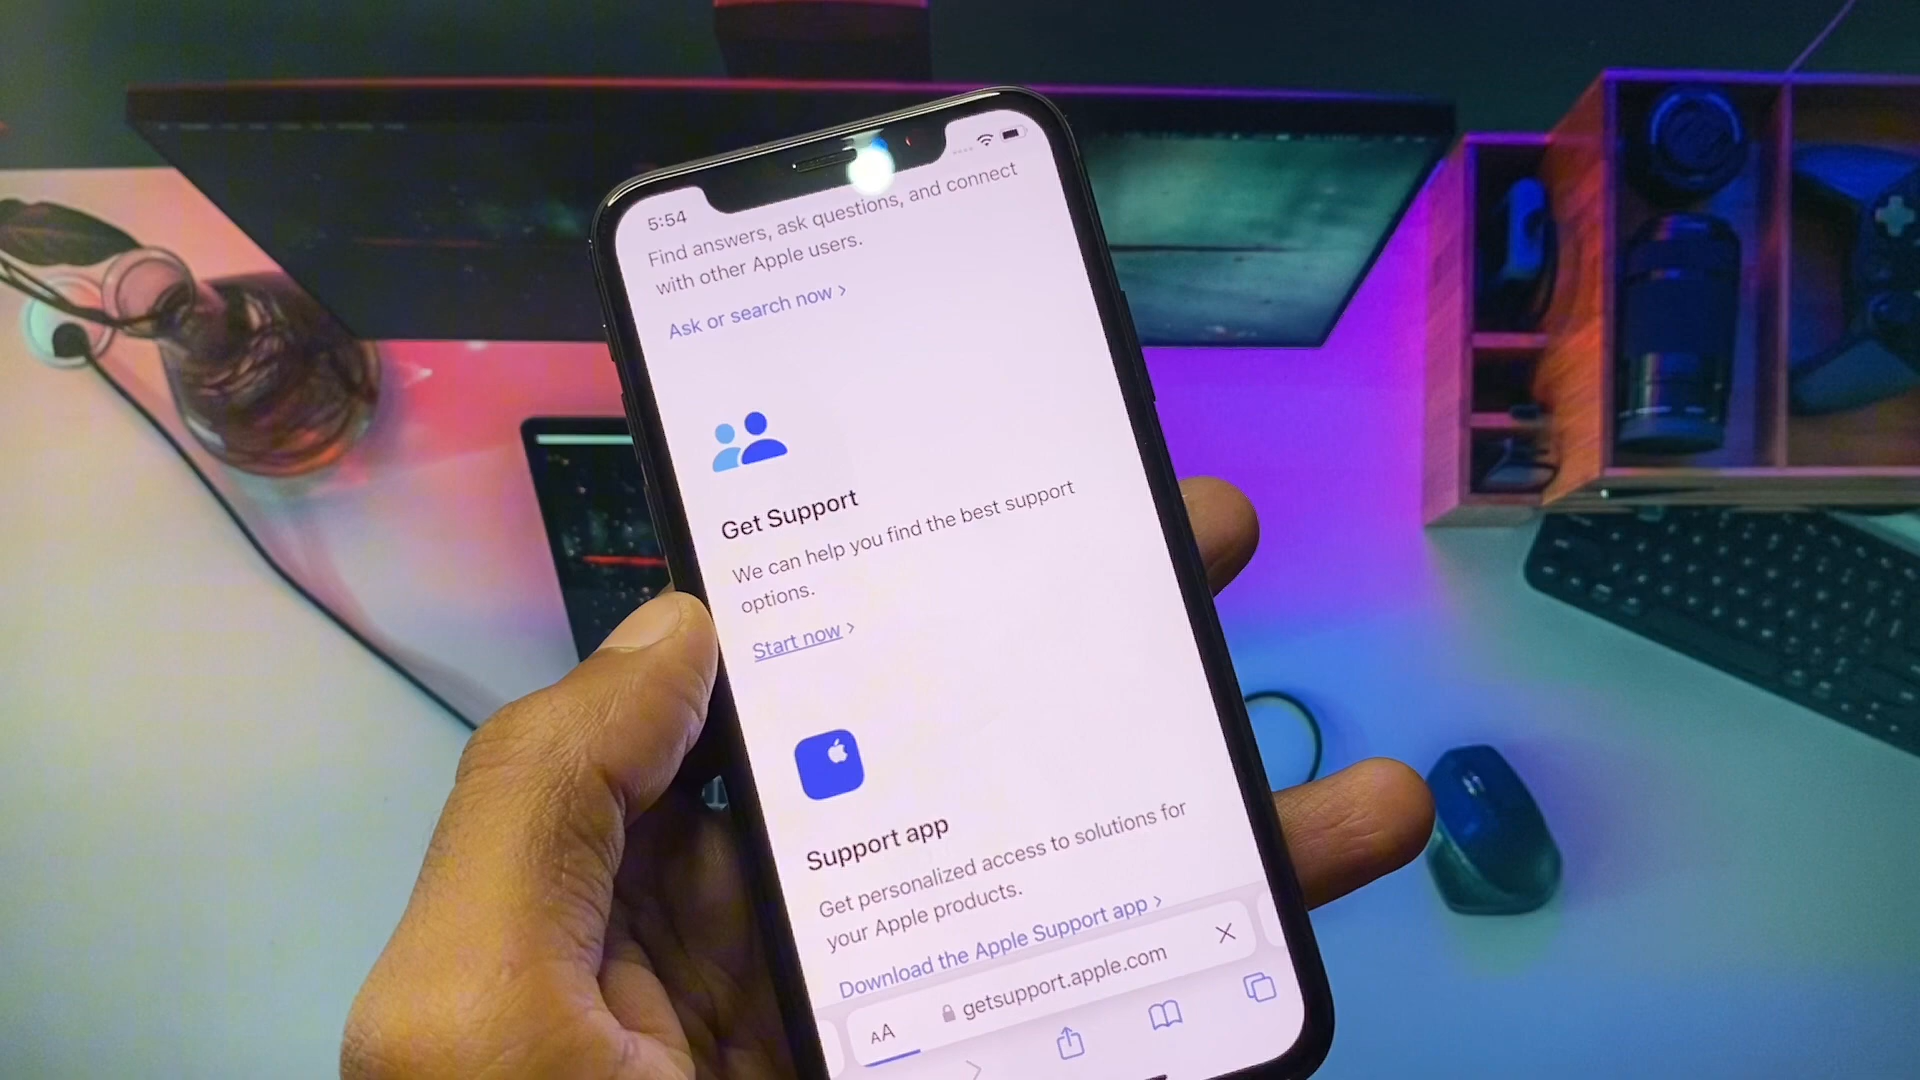 5:54
Find answers, ask questions, and connect
with other Apple users.
Ask or search now >
Get Support
We can help you find the best support
options.
Start now >
Support app
Get personalized access to solutions for
your Apple products.
Download the Apple Support app >
AA getsupport.apple.com